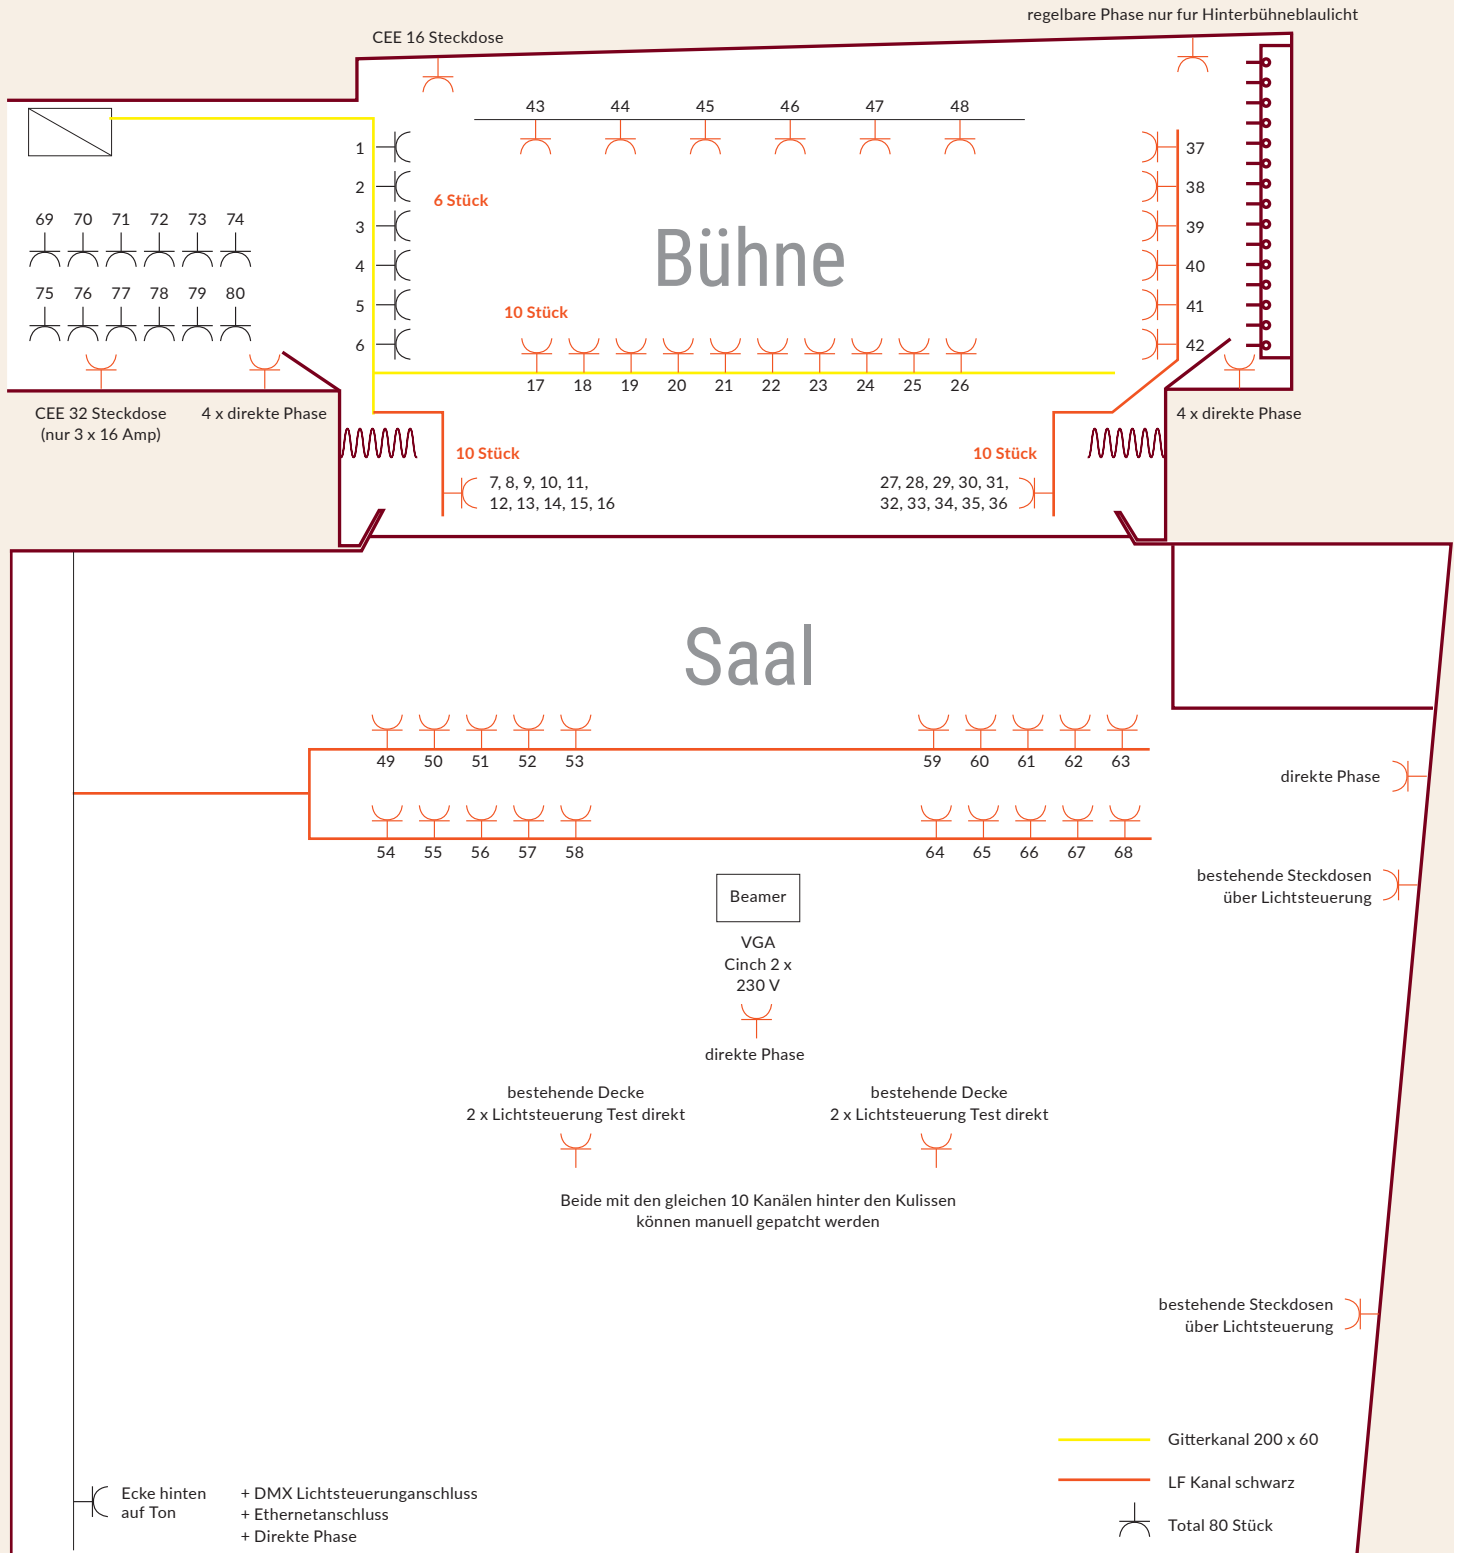 regelbare Phase nur fur Hinterbühneblaulicht
CEE 16 Steckdose
43 44 45 46 47 48
1
2
3
4
5
6
6 Stück
37
38
39
40
41
42
69 70 71 72 73 74
75 76 77 78 79 80
Bühne
10 Stück
17 18 19 20 21 22 23 24 25 26
CEE 32 Steckdose
(nur 3 x 16 Amp)
4 x direkte Phase
4 x direkte Phase
10 Stück
7, 8, 9, 10, 11,
12, 13, 14, 15, 16
10 Stück
27, 28, 29, 30, 31,
32, 33, 34, 35, 36
Saal
49 50 51 52 53 59 60 61 62 63
54 55 56 57 58 64 65 66 67 68
direkte Phase
bestehende Steckdosen
über Lichtsteuerung
Beamer
VGA
Cinch 2 x
230 V
direkte Phase
bestehende Decke
2 x Lichtsteuerung Test direkt
bestehende Decke
2 x Lichtsteuerung Test direkt
Beide mit den gleichen 10 Kanälen hinter den Kulissen
können manuell gepatcht werden
bestehende Steckdosen
über Lichtsteuerung
Ecke hinten
auf Ton
+ DMX Lichtsteuerunganschluss
+ Ethernetanschluss
+ Direkte Phase
Gitterkanal 200 x 60
LF Kanal schwarz
Total 80 Stück